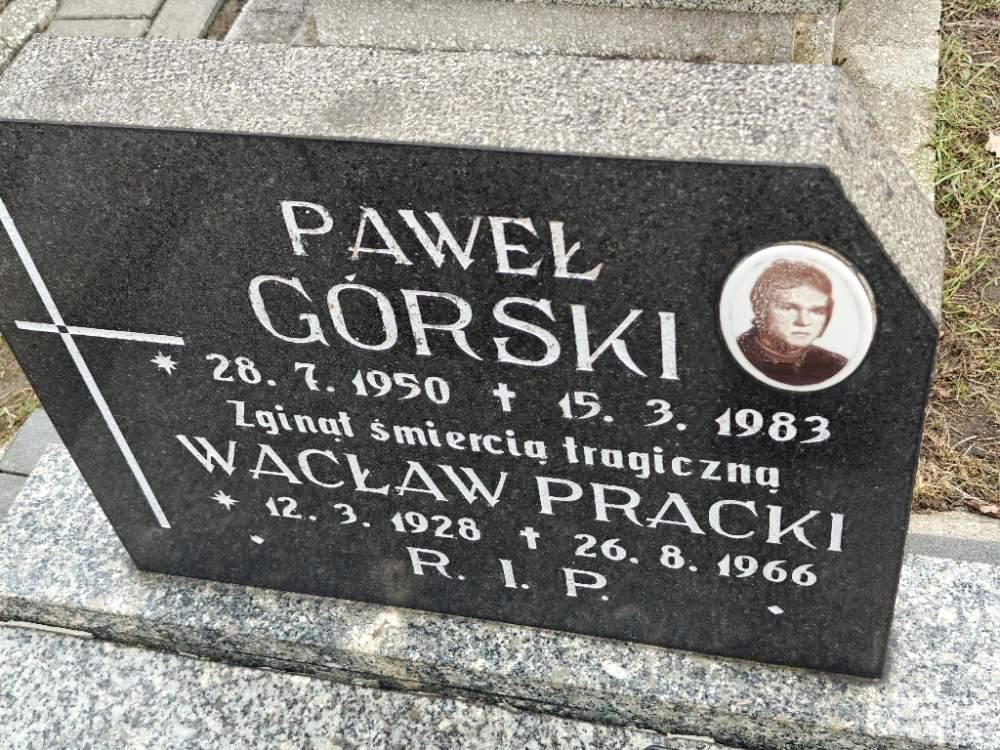 PAWEŁ
GÓRSKI
* 28. 7. 1950 † 15. 3. 1983
Zginął śmiercią tragiczną
WACŁAW PRACKI
* 12. 3. 1928 † 26. 8. 1966
R. I. P.